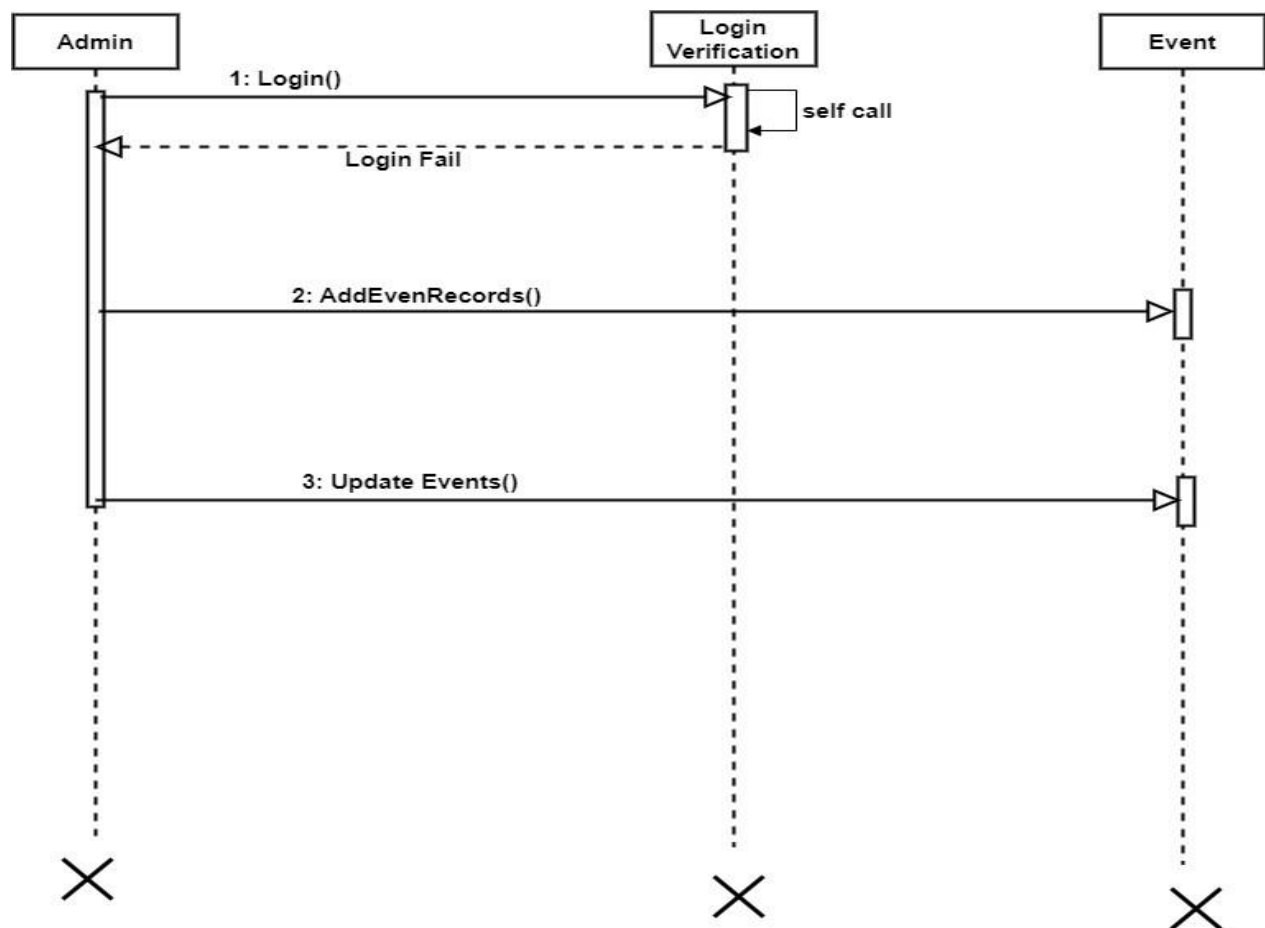 Admin
Login
Verification
Event
1: Login()
self call
Login Fail
2: AddEvenRecords()
3: Update Events()